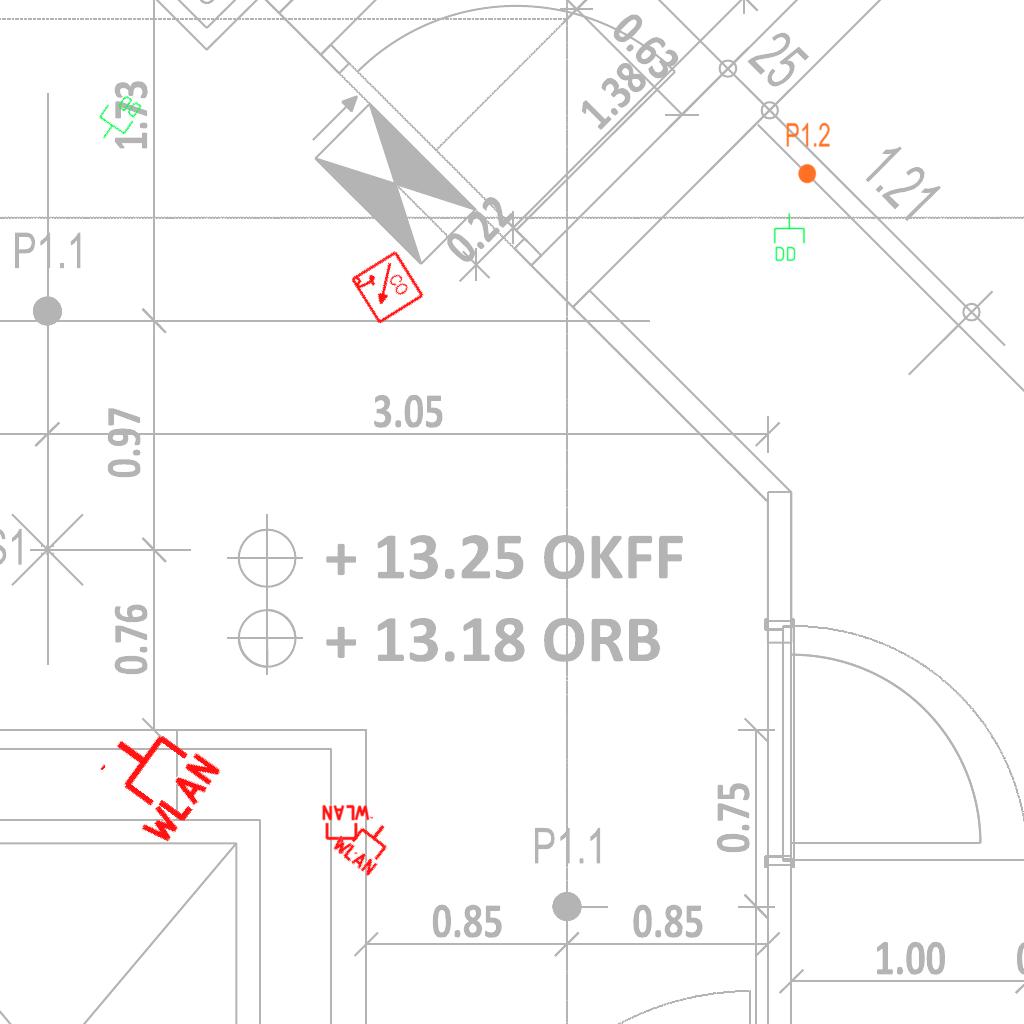 0.63
1.38
25
1.73
DD
P1.2
1.21
P1.1
0.22
DD
CO
3.05
0.97
+ 13.25 OKFF
S1
+ 13.18 ORB
0.76
WLAN
WLAN
WLAN
0.75
P1.1
0.85
0.85
1.00